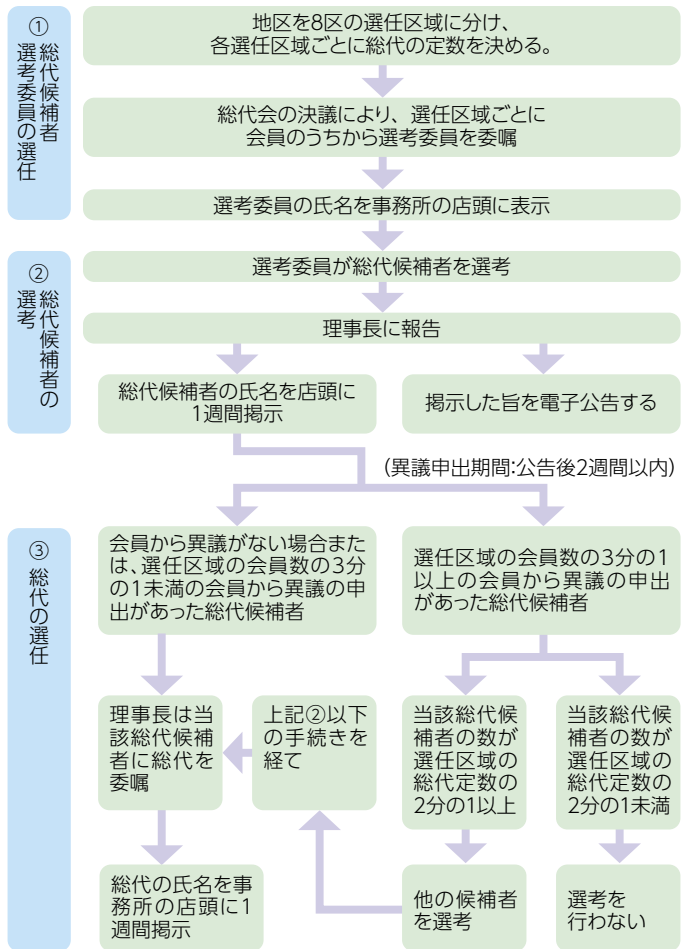 ①
総代候補者
選考委員の選任
地区を8区の選任区域に分け、
各選任区域ごとに総代の定数を決める。
総代会の決議により、選任区域ごとに
会員のうちから選考委員を委嘱
選考委員の氏名を事務所の店頭に表示
②
総代候補者の
選考
選考委員が総代候補者を選考
理事長に報告
総代候補者の氏名を店頭に
1週間掲示
掲示した旨を電子公告する
(異議申出期間:公告後2週間以内)
③
総代の選任
会員から異議がない場合また
は、選任区域の会員数の3分
の1未満の会員から異議の申
出があった総代候補者
選任区域の会員数の3分の1
以上の会員から異議の申出
があった総代候補者
理事長は当
該総代候補
者に総代を
委嘱
上記②以下
の手続きを
経て
当該総代候
補者の数が
選任区域の
総代定数の
2分の1以上
当該総代候
補者の数が
選任区域の
総代定数の
2分の1未満
総代の氏名を事
務所の店頭に1
週間掲示
他の候補者
を選考
選考を
行わない